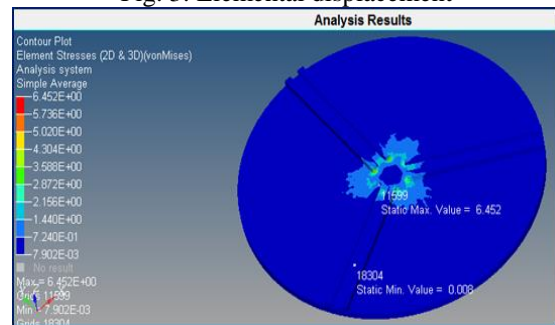 Fig. 3. Elemental displacement
Analysis Results
Contour Plot
Element Stresses (2D & 3D)(vonMises)
Analysis system
Simple Average
6.452E+00
5.736E+00
5.020E+00
4.304E+00
3.588E+00
2.872E+00
2.156E+00
1.440E+00
7.240E-01
7.902E-03
No result
Max = 6.452E+00
Grids 11599
Min = 7.902E-03
Grids 18304
11599
Static Max. Value = 6.452
18304
Static Min. Value = 0.008